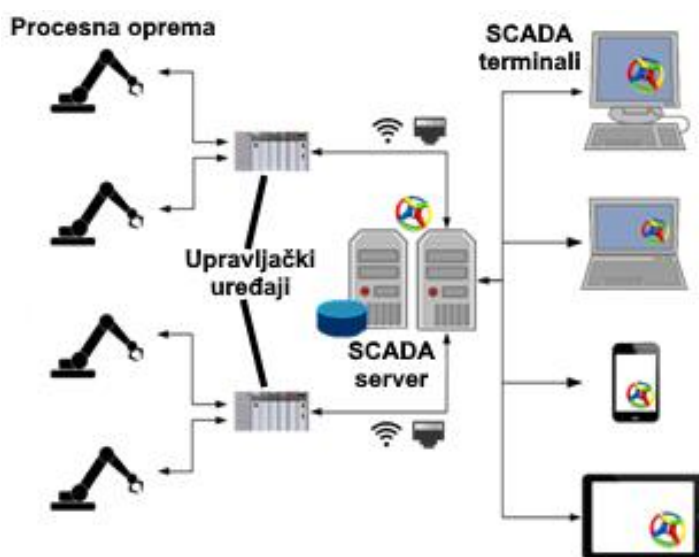 Procesna oprema
SCADA
terminali
Upravljački
uređaji
SCADA
server